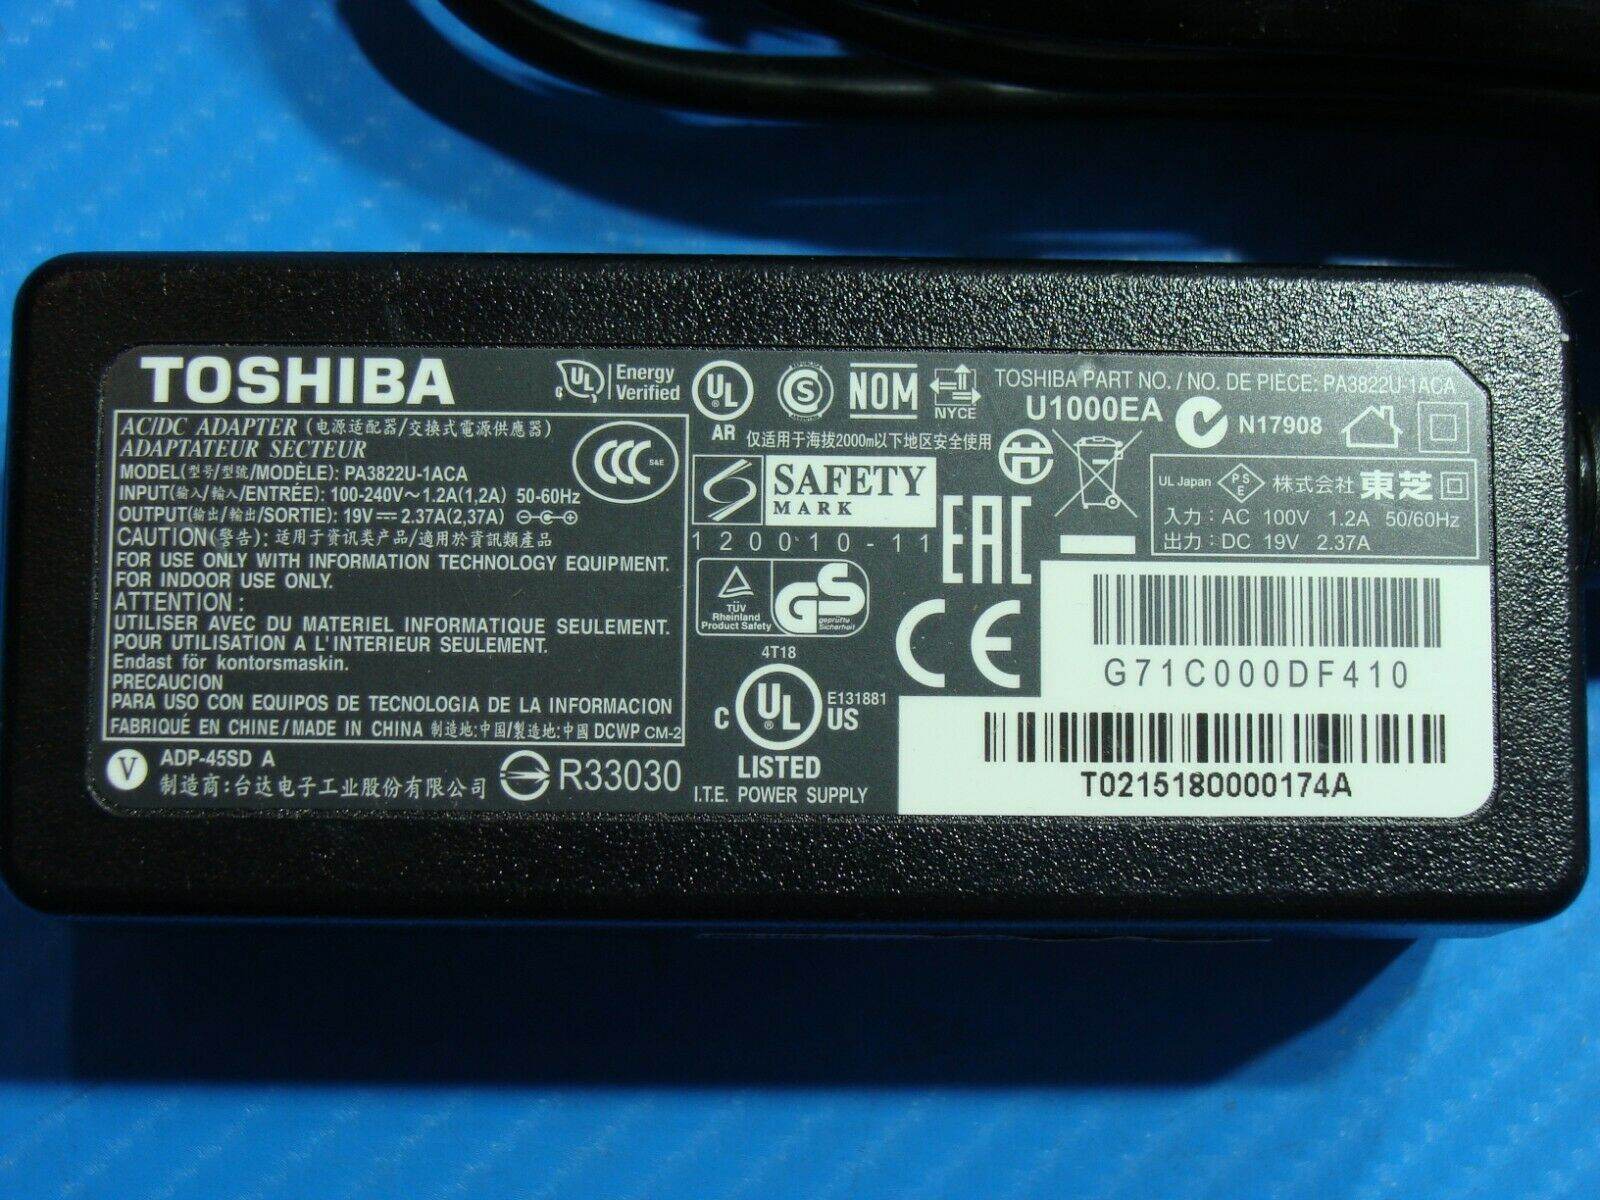 TOSHIBA
AC/DC ADAPTER (电源适配器/交換式電源供應器)
ADAPTATEUR SECTEUR
MODEL(型号/型號/MODÈLE): PA3822U-1ACA
INPUT(输入/輸入/ENTRÉE): 100-240V~1.2A(1,2A) 50-60Hz
OUTPUT(输出/輸出/SORTIE): 19V⎓2.37A(2,37A)
CAUTION(警告): 适用于资讯类产品/適用於資訊類產品
FOR USE ONLY WITH INFORMATION TECHNOLOGY EQUIPMENT.
FOR INDOOR USE ONLY.
ATTENTION :
UTILISER AVEC DU MATERIEL INFORMATIQUE SEULEMENT.
POUR UTILISATION A L'INTERIEUR SEULEMENT.
Endast för kontorsmaskin.
PRECAUCION
PARA USO CON EQUIPOS DE TECNOLOGIA DE LA INFORMACION
FABRIQUÉ EN CHINE/MADE IN CHINA 制造地:中国/製造地:中國 DCWP CM-2
CCC S&E
V ADP-45SD A
制造商:台达电子工业股份有限公司
R33030
c UL Energy Verified
UL AR
S
NOM
NYCE
仅适用于海拔2000m以下地区安全使用
S SAFETY MARK
120010-11
TÜV Rheinland Product Safety
GS geprüfte Sicherheit
4T18
C UL US E131881
LISTED
I.T.E. POWER SUPPLY
EAC
CE
TOSHIBA PART NO. / NO. DE PIÈCE: PA3822U-1ACA
U1000EA
N17908
UL Japan PSE 株式会社 東芝
入力 : AC 100V 1.2A 50/60Hz
出力 : DC 19V 2.37A
G71C000DF410
T0215180000174A